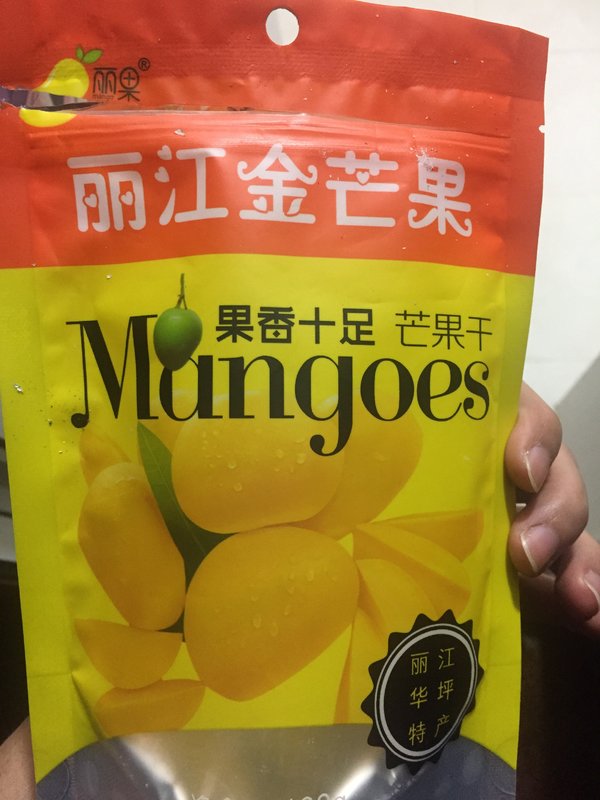 丽果®
丽江金芒果
果香十足 芒果干
Mangoes
丽江
华坪
特产